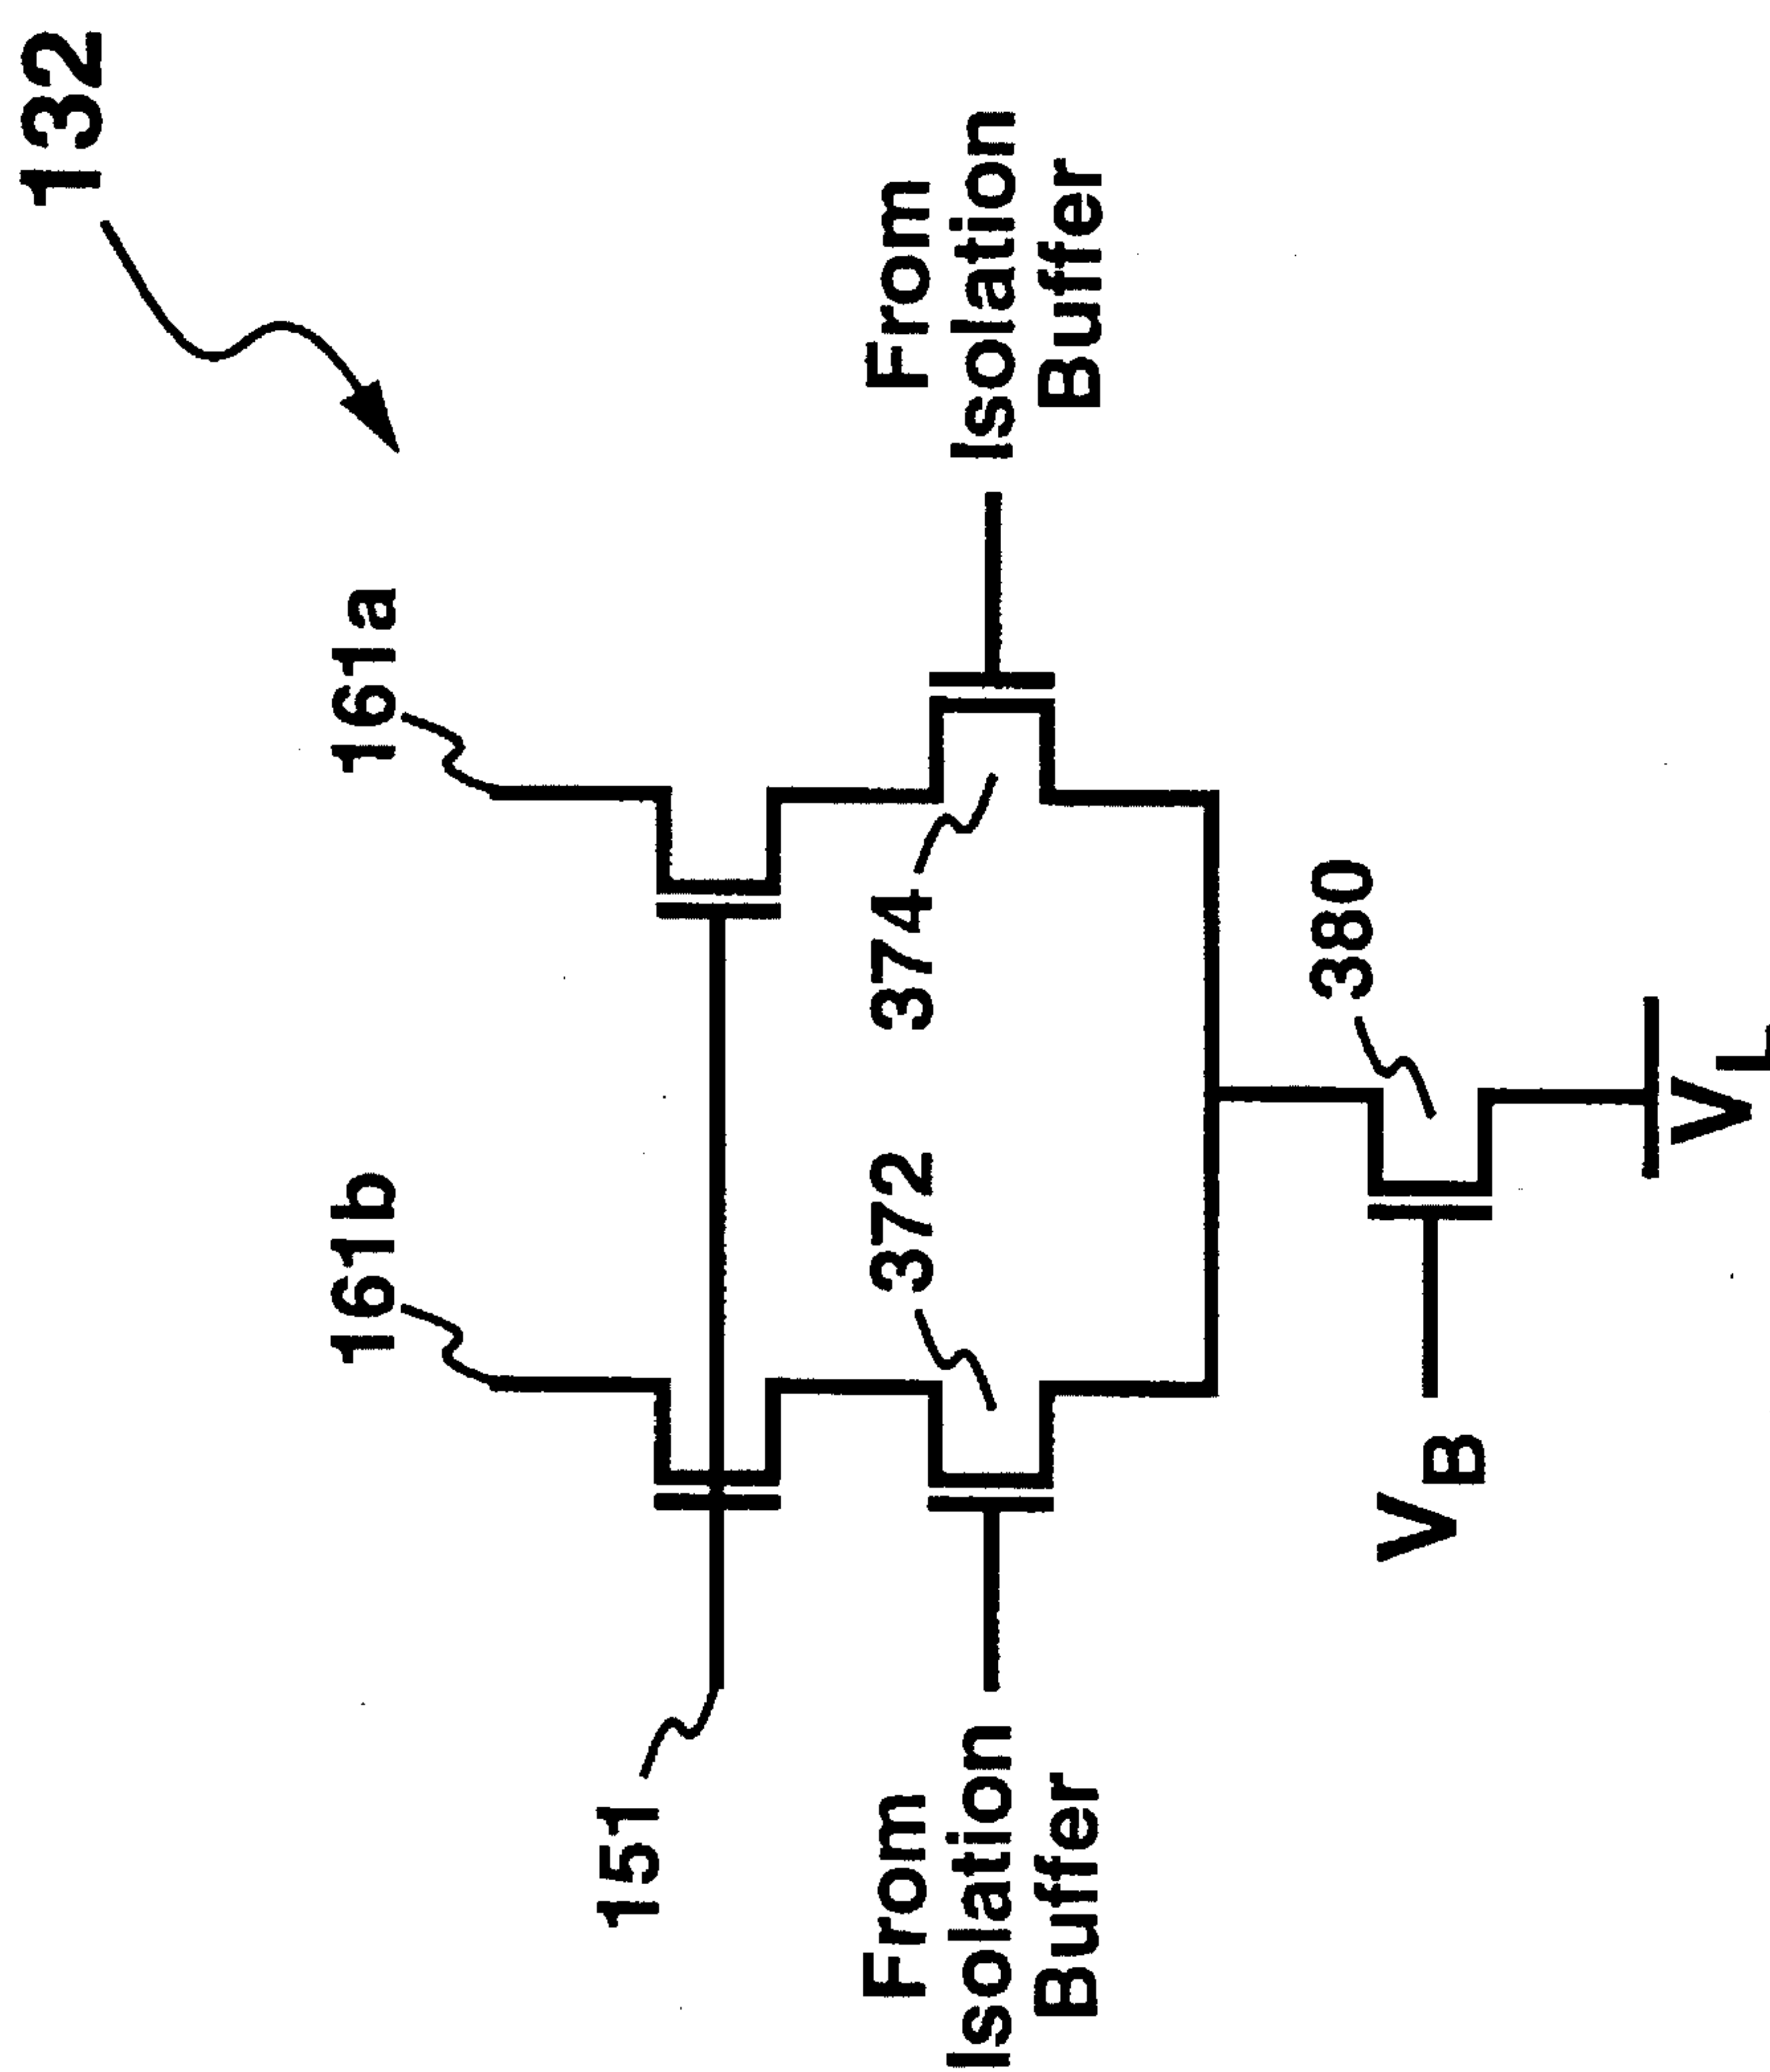 132
161b
161a
151
From
Isolation
Buffer
372
374
From
Isolation
Buffer
380
VB
VL